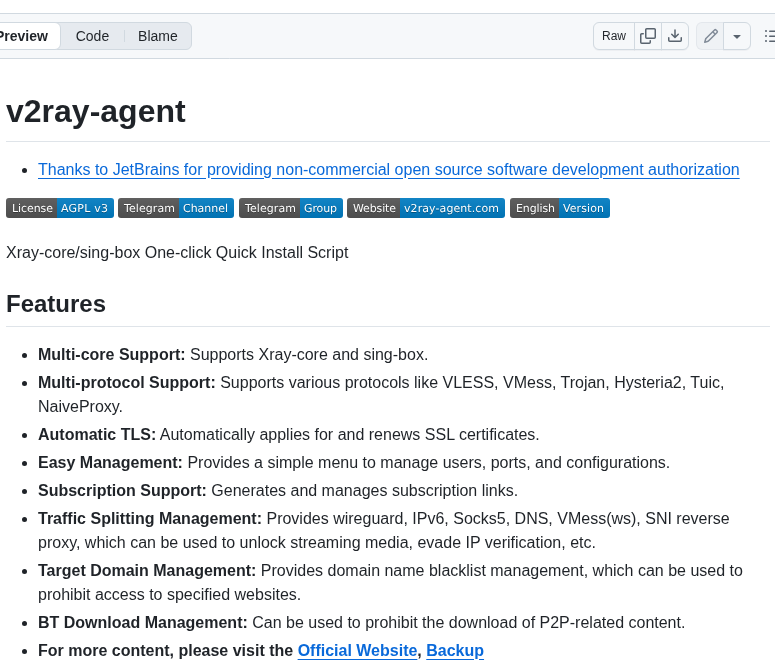 Preview Code Blame Raw
v2ray-agent
Thanks to JetBrains for providing non-commercial open source software development authorization
License AGPL v3 Telegram Channel Telegram Group Website v2ray-agent.com English Version
Xray-core/sing-box One-click Quick Install Script
Features
Multi-core Support: Supports Xray-core and sing-box.
Multi-protocol Support: Supports various protocols like VLESS, VMess, Trojan, Hysteria2, Tuic,
NaiveProxy.
Automatic TLS: Automatically applies for and renews SSL certificates.
Easy Management: Provides a simple menu to manage users, ports, and configurations.
Subscription Support: Generates and manages subscription links.
Traffic Splitting Management: Provides wireguard, IPv6, Socks5, DNS, VMess(ws), SNI reverse
proxy, which can be used to unlock streaming media, evade IP verification, etc.
Target Domain Management: Provides domain name blacklist management, which can be used to
prohibit access to specified websites.
BT Download Management: Can be used to prohibit the download of P2P-related content.
For more content, please visit the Official Website, Backup